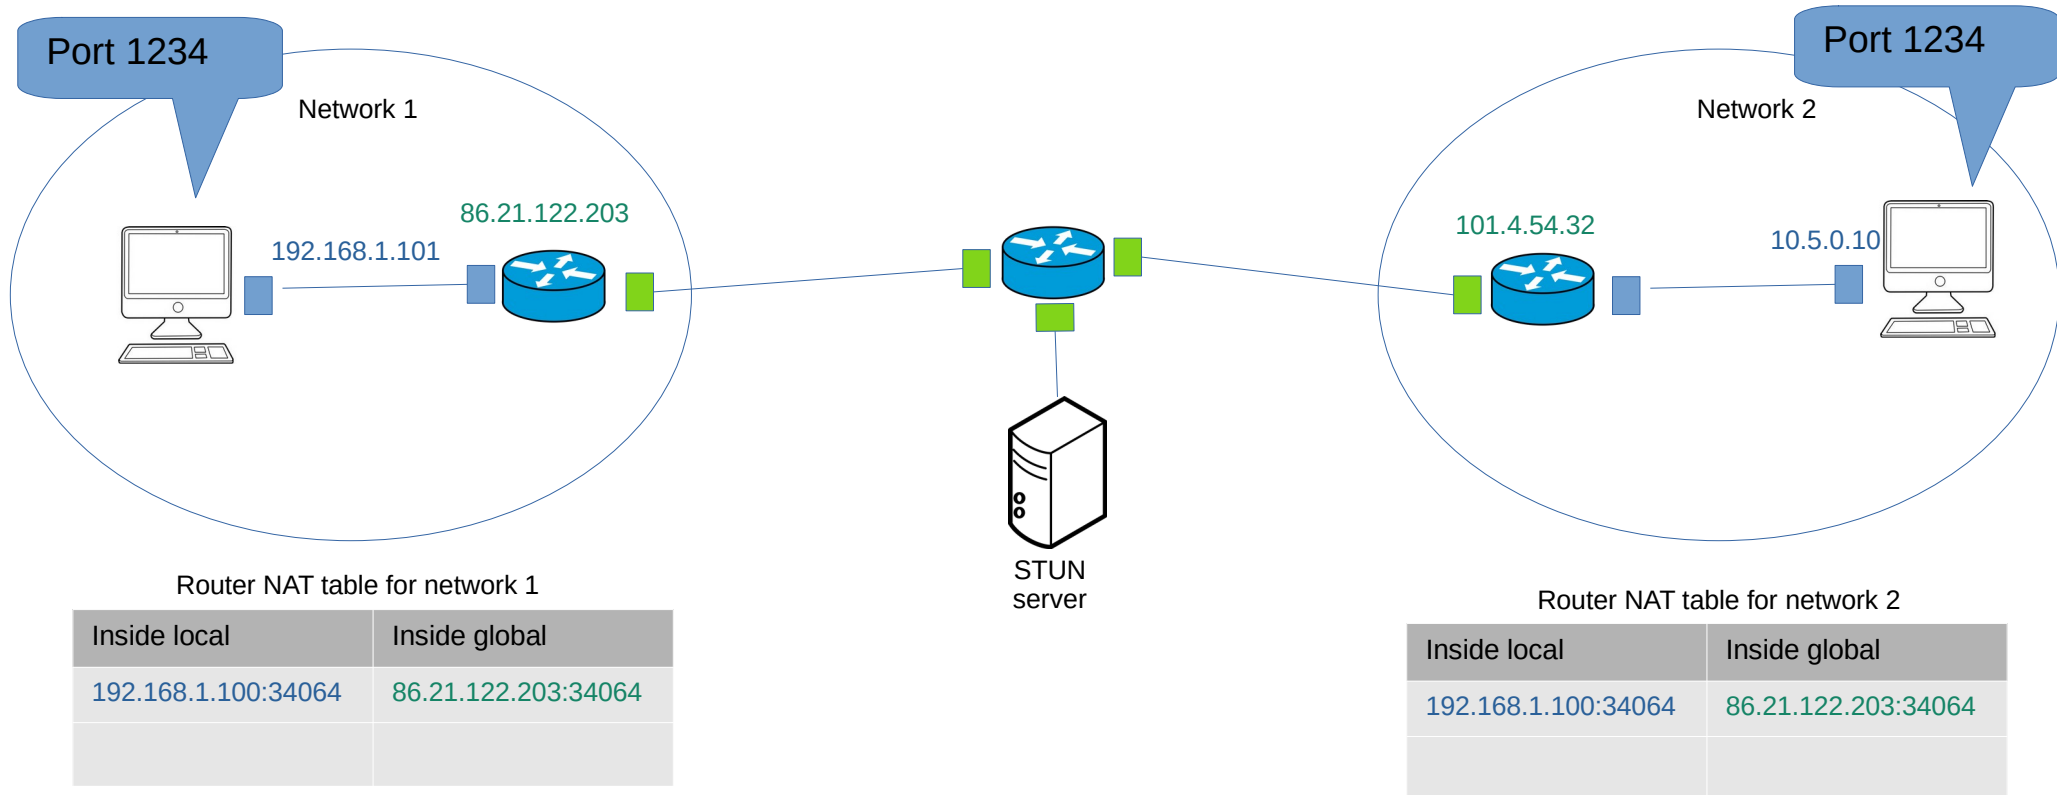 Port 1234
Port 1234
Network 1
Network 2
86.21.122.203
192.168.1.101
101.4.54.32
10.5.0.10
STUN
server
Router NAT table for network 1
Inside local Inside global
192.168.1.100:34064 86.21.122.203:34064
Router NAT table for network 2
Inside local Inside global
192.168.1.100:34064 86.21.122.203:34064